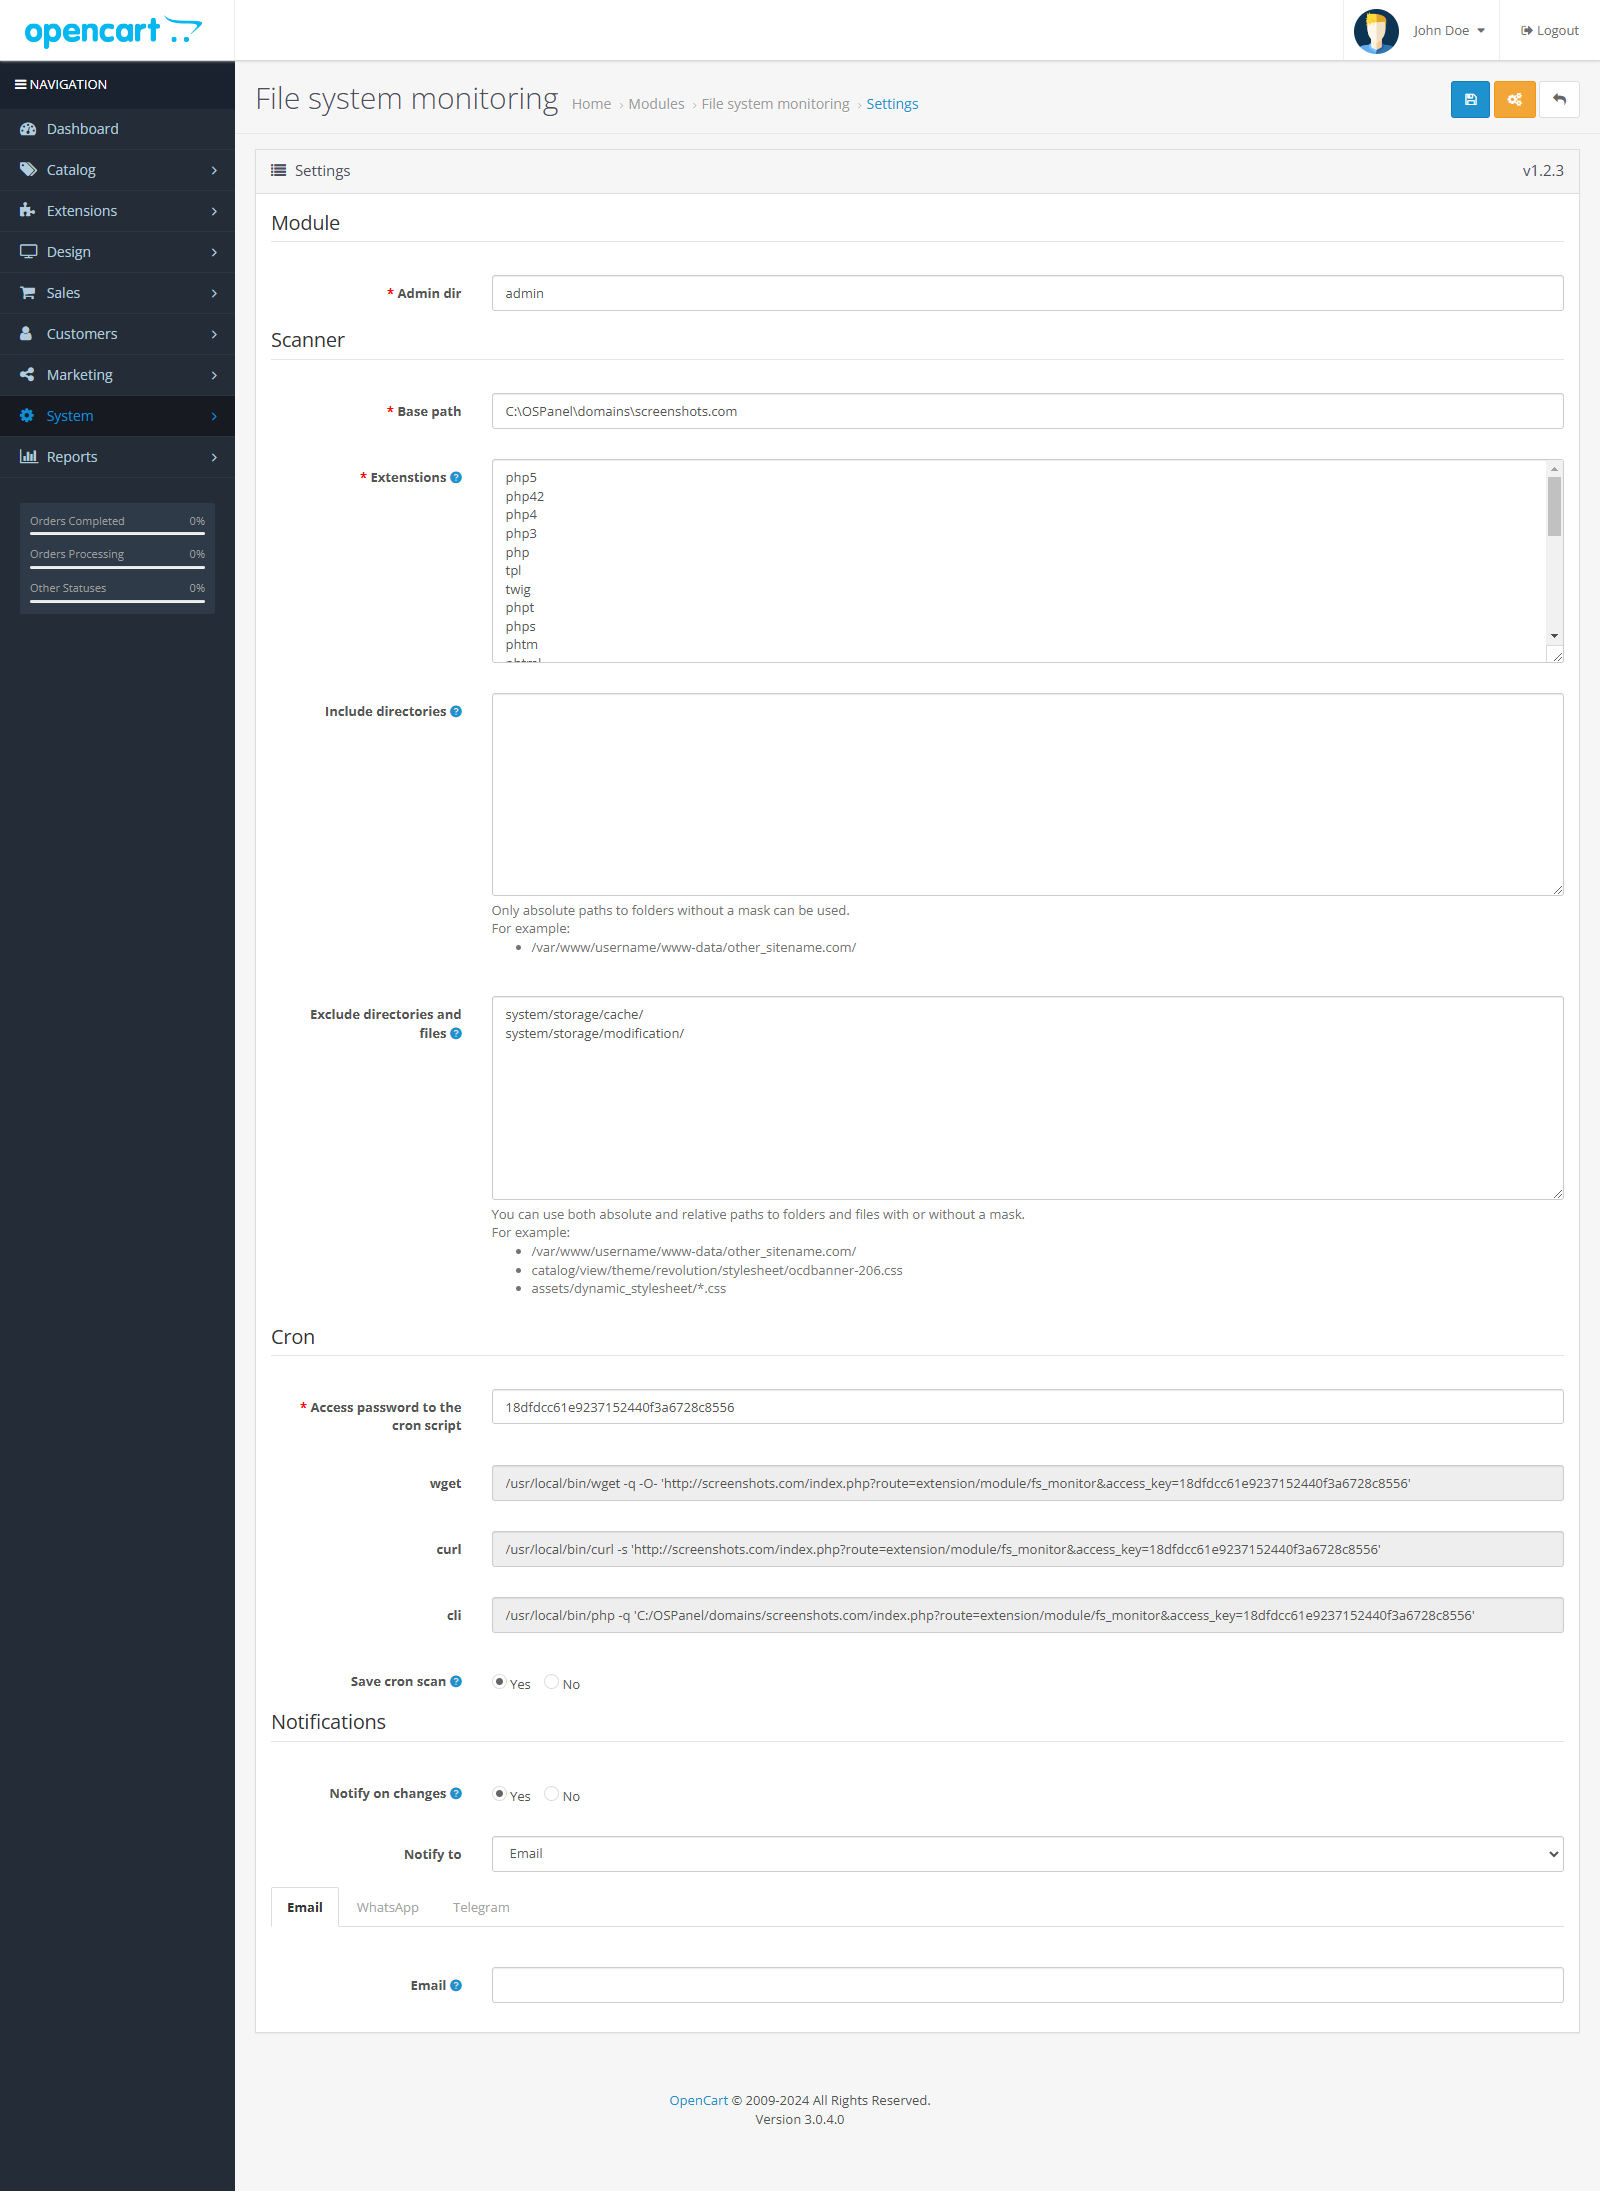 opencart
John Doe
Logout
NAVIGATION
Dashboard
Catalog
Extensions
Design
Sales
Customers
Marketing
System
Reports
Orders Completed 0%
Orders Processing 0%
Other Statuses 0%
File system monitoring Home › Modules › File system monitoring › Settings
Settings v1.2.3
Module
* Admin dir admin
Scanner
* Base path C:\OSPanel\domains\screenshots.com
* Extenstions
php5
php42
php4
php3
php
tpl
twig
phpt
phps
phtm
Include directories
Only absolute paths to folders without a mask can be used.
For example:
• /var/www/username/www-data/other_sitename.com/
Exclude directories and
files
system/storage/cache/
system/storage/modification/
You can use both absolute and relative paths to folders and files with or without a mask.
For example:
• /var/www/username/www-data/other_sitename.com/
• catalog/view/theme/revolution/stylesheet/ocdbanner-206.css
• assets/dynamic_stylesheet/*.css
Cron
* Access password to the
cron script
18dfdcc61e9237152440f3a6728c8556
wget /usr/local/bin/wget -q -O- 'http://screenshots.com/index.php?route=extension/module/fs_monitor&access_key=18dfdcc61e9237152440f3a6728c8556'
curl /usr/local/bin/curl -s 'http://screenshots.com/index.php?route=extension/module/fs_monitor&access_key=18dfdcc61e9237152440f3a6728c8556'
cli /usr/local/bin/php -q 'C:/OSPanel/domains/screenshots.com/index.php?route=extension/module/fs_monitor&access_key=18dfdcc61e9237152440f3a6728c8556'
Save cron scan Yes No
Notifications
Notify on changes Yes No
Notify to Email
Email WhatsApp Telegram
Email
OpenCart © 2009-2024 All Rights Reserved.
Version 3.0.4.0